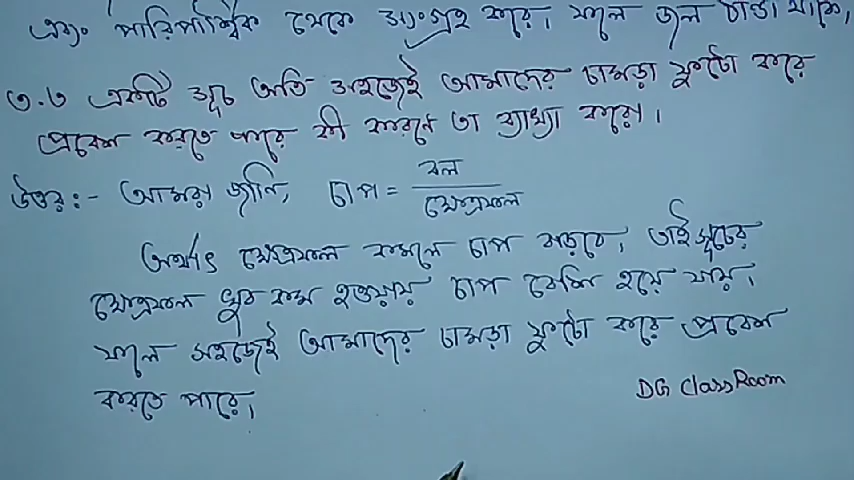 এবং পারিপার্শ্বিক থেকে সংগ্রহ করে। ফলে জল ঠান্ডা থাকে,
৩.৩ একটি সূচ অতি সহজেই আমাদের চামড়া ফুটো করে
প্রবেশ করতে পারে কী কারণে তা ব্যাখ্যা করো।
উত্তর:- আমরা জানি, চাপ = বল / ক্ষেত্রফল
অর্থাৎ ক্ষেত্রফল কমলে চাপ বাড়বে, তাই সূচের
ক্ষেত্রফল খুব কম হওয়ায় চাপ বেশি হয়ে যায়।
ফলে সহজেই আমাদের চামড়া ফুটো করে প্রবেশ
করতে পারে।
DG ClassRoom